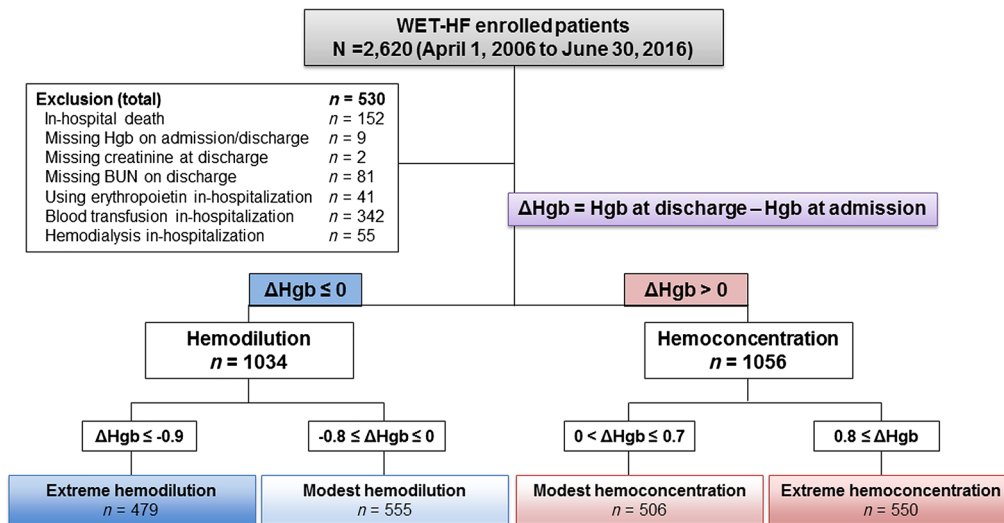 WET-HF enrolled patients
N =2,620 (April 1, 2006 to June 30, 2016)
Exclusion (total) n = 530
In-hospital death n = 152
Missing Hgb on admission/discharge n = 9
Missing creatinine at discharge n = 2
Missing BUN on discharge n = 81
Using erythropoietin in-hospitalization n = 41
Blood transfusion in-hospitalization n = 342
Hemodialysis in-hospitalization n = 55
ΔHgb = Hgb at discharge – Hgb at admission
ΔHgb ≤ 0
ΔHgb > 0
Hemodilution
n = 1034
Hemoconcentration
n = 1056
ΔHgb ≤ -0.9
-0.8 ≤ ΔHgb ≤ 0
0 < ΔHgb ≤ 0.7
0.8 ≤ ΔHgb
Extreme hemodilution
n = 479
Modest hemodilution
n = 555
Modest hemoconcentration
n = 506
Extreme hemoconcentration
n = 550